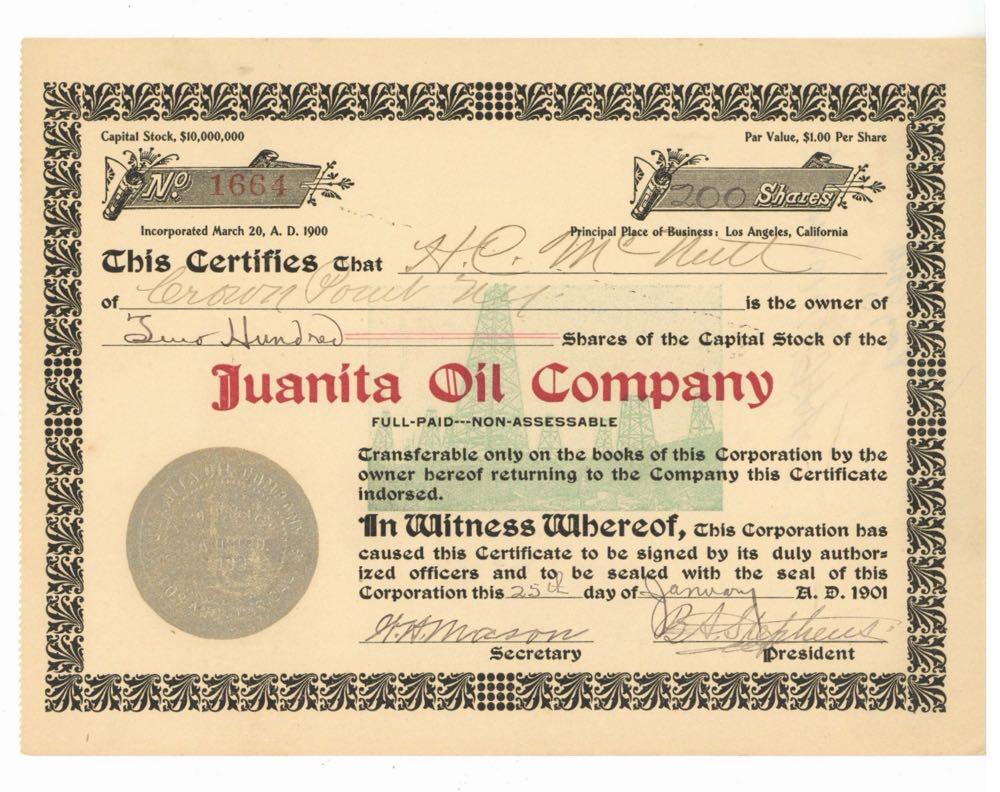 Capital Stock, $10,000,000
Par Value, $1.00 Per Share
No 1664
200 Shares
Incorporated March 20, A. D. 1900
Principal Place of Business: Los Angeles, California
This Certifies That H.C. McNutt
of Crown Point N.Y. is the owner of
Two Hundred Shares of the Capital Stock of the
Juanita Oil Company
FULL-PAID---NON-ASSESSABLE
Transferable only on the books of this Corporation by the
owner hereof returning to the Company this Certificate
indorsed.
In Witness Whereof, This Corporation has
caused this Certificate to be signed by its duly author=
ized officers and to be sealed with the seal of this
Corporation this 25th day of January A. D. 1901
W.H. Mason
B.A. Stephens
Secretary
President